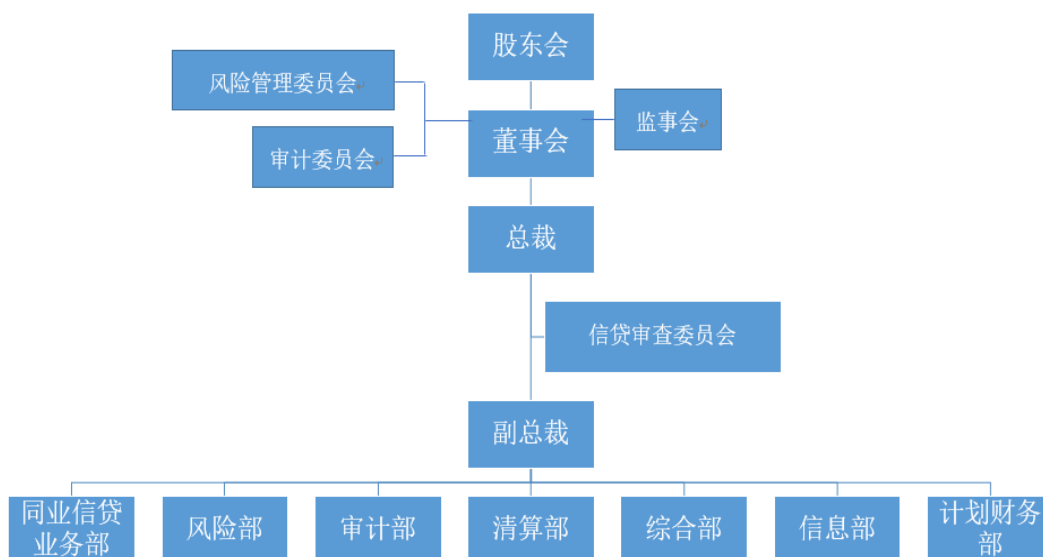 股东会
风险管理委员会
监事会
董事会
审计委员会
总裁
信贷审查委员会
副总裁
同业信贷
业务部
风险部
审计部
清算部
综合部
信息部
计划财务
部